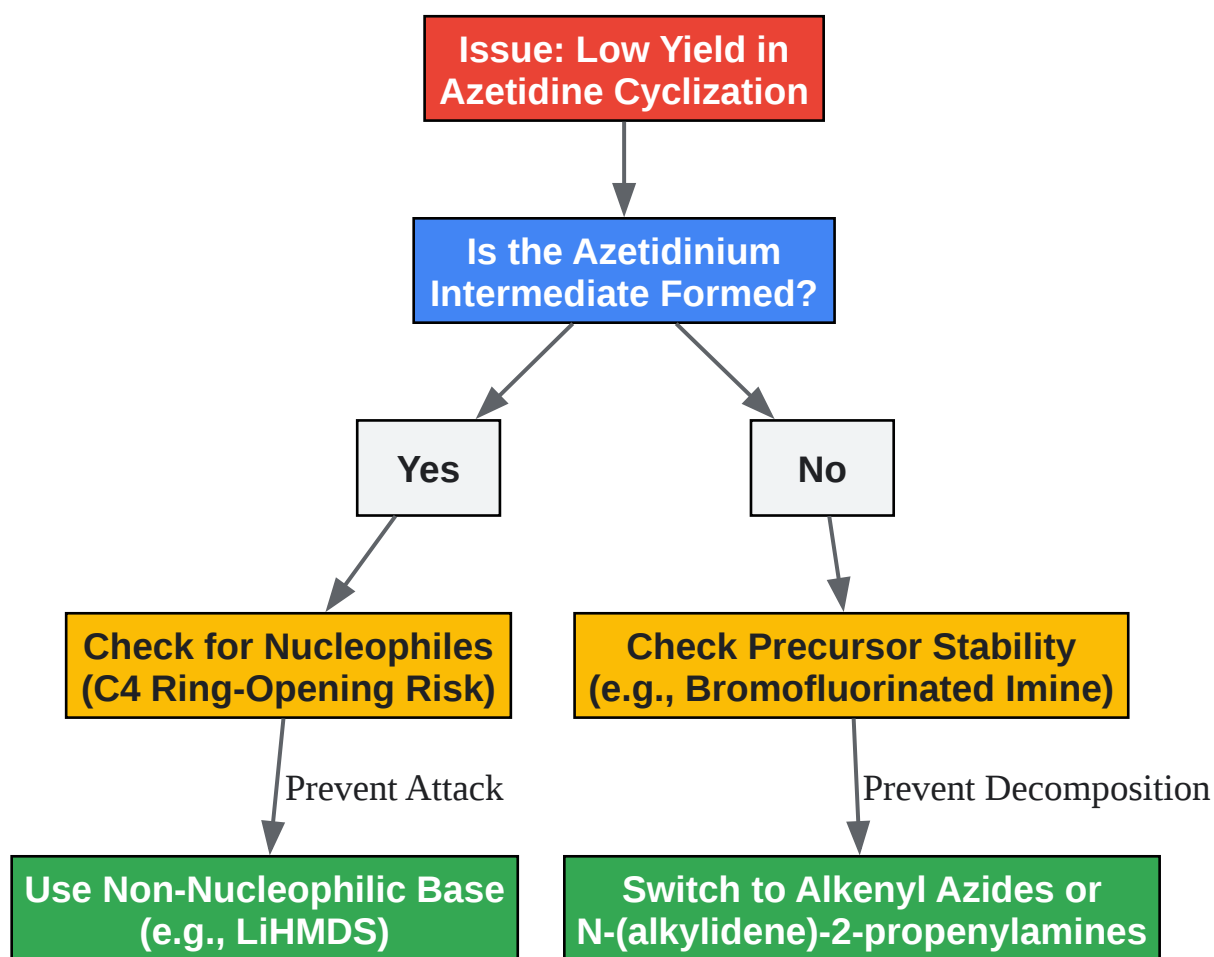 Issue: Low Yield in
Azetidine Cyclization
Is the Azetidinium
Intermediate Formed?
Yes
No
Check for Nucleophiles
(C4 Ring-Opening Risk)
Check Precursor Stability
(e.g., Bromofluorinated Imine)
Prevent Attack
Prevent Decomposition
Use Non-Nucleophilic Base
(e.g., LiHMDS)
Switch to Alkenyl Azides or
N-(alkylidene)-2-propenylamines